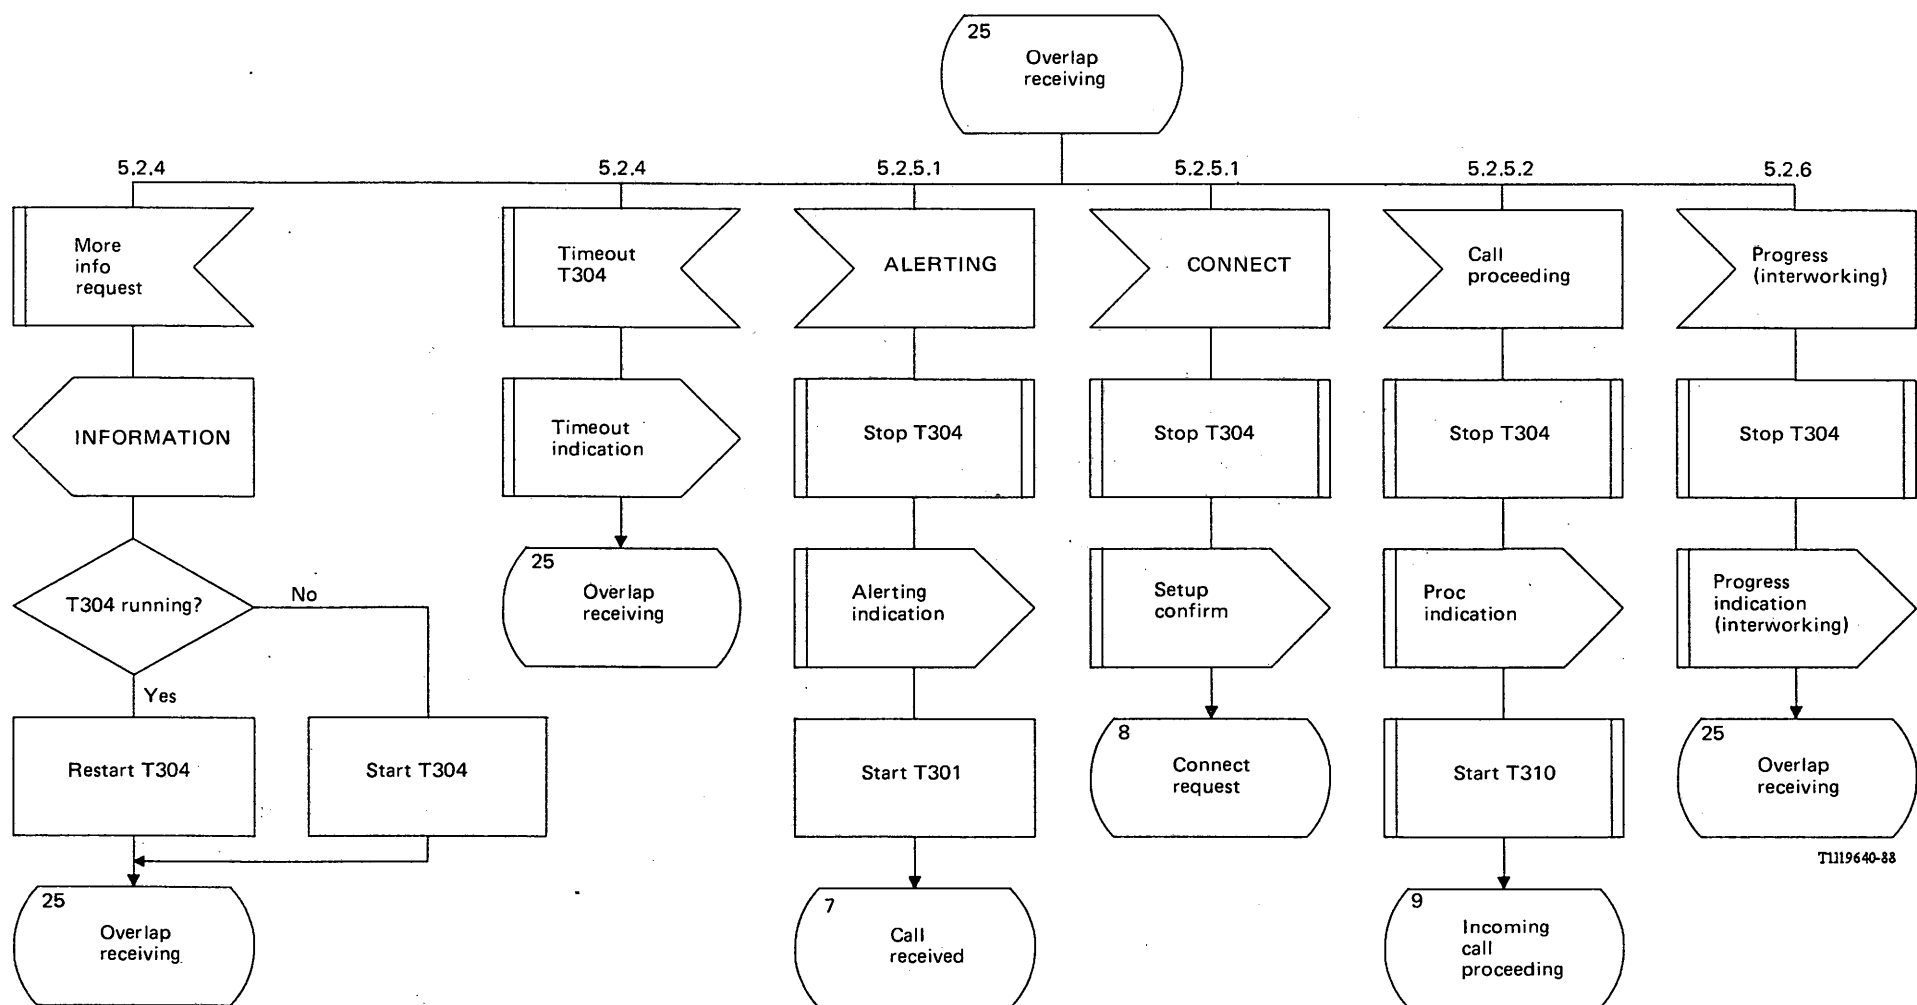 25
Overlap
receiving
5.2.4
5.2.4
5.2.5.1
5.2.5.1
5.2.5.2
5.2.6
More
info
request
Timeout
T304
ALERTING
CONNECT
Call
proceeding
Progress
(interworking)
INFORMATION
Timeout
indication
Stop T304
Stop T304
Stop T304
Stop T304
T304 running?
No
Yes
25
Overlap
receiving
Alerting
indication
Setup
confirm
Proc
indication
Progress
indication
(interworking)
Restart T304
Start T304
Start T301
8
Connect
request
Start T310
25
Overlap
receiving
T1119640-88
25
Overlap
receiving
7
Call
received
9
Incoming
call
proceeding